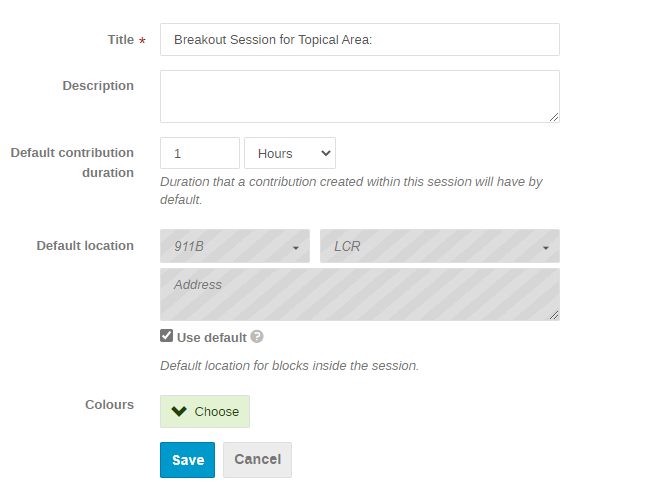 Title * Breakout Session for Topical Area:
Description
Default contribution duration 1 Hours
Duration that a contribution created within this session will have by
default.
Default location 911B LCR
Address
Use default ?
Default location for blocks inside the session.
Colours Choose
Save Cancel